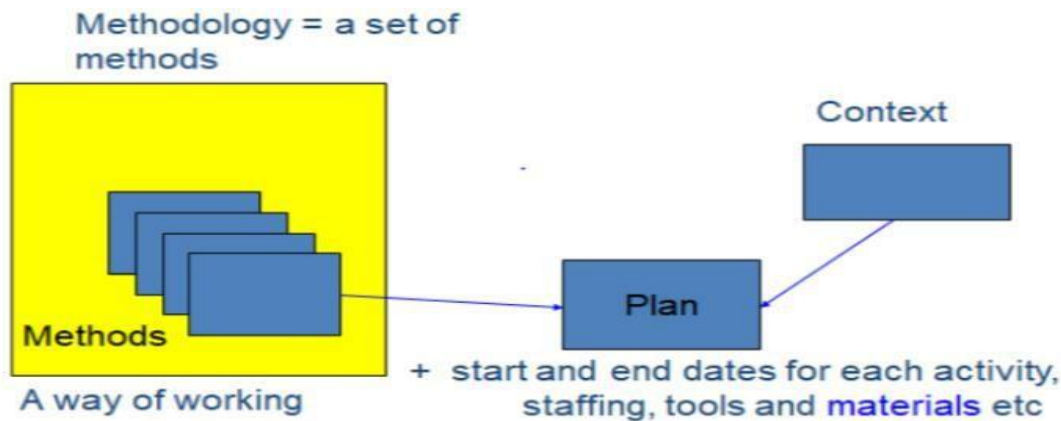 Methodology = a set of
methods
Context
Plan
Methods
A way of working
+ start and end dates for each activity,
staffing, tools and materials etc